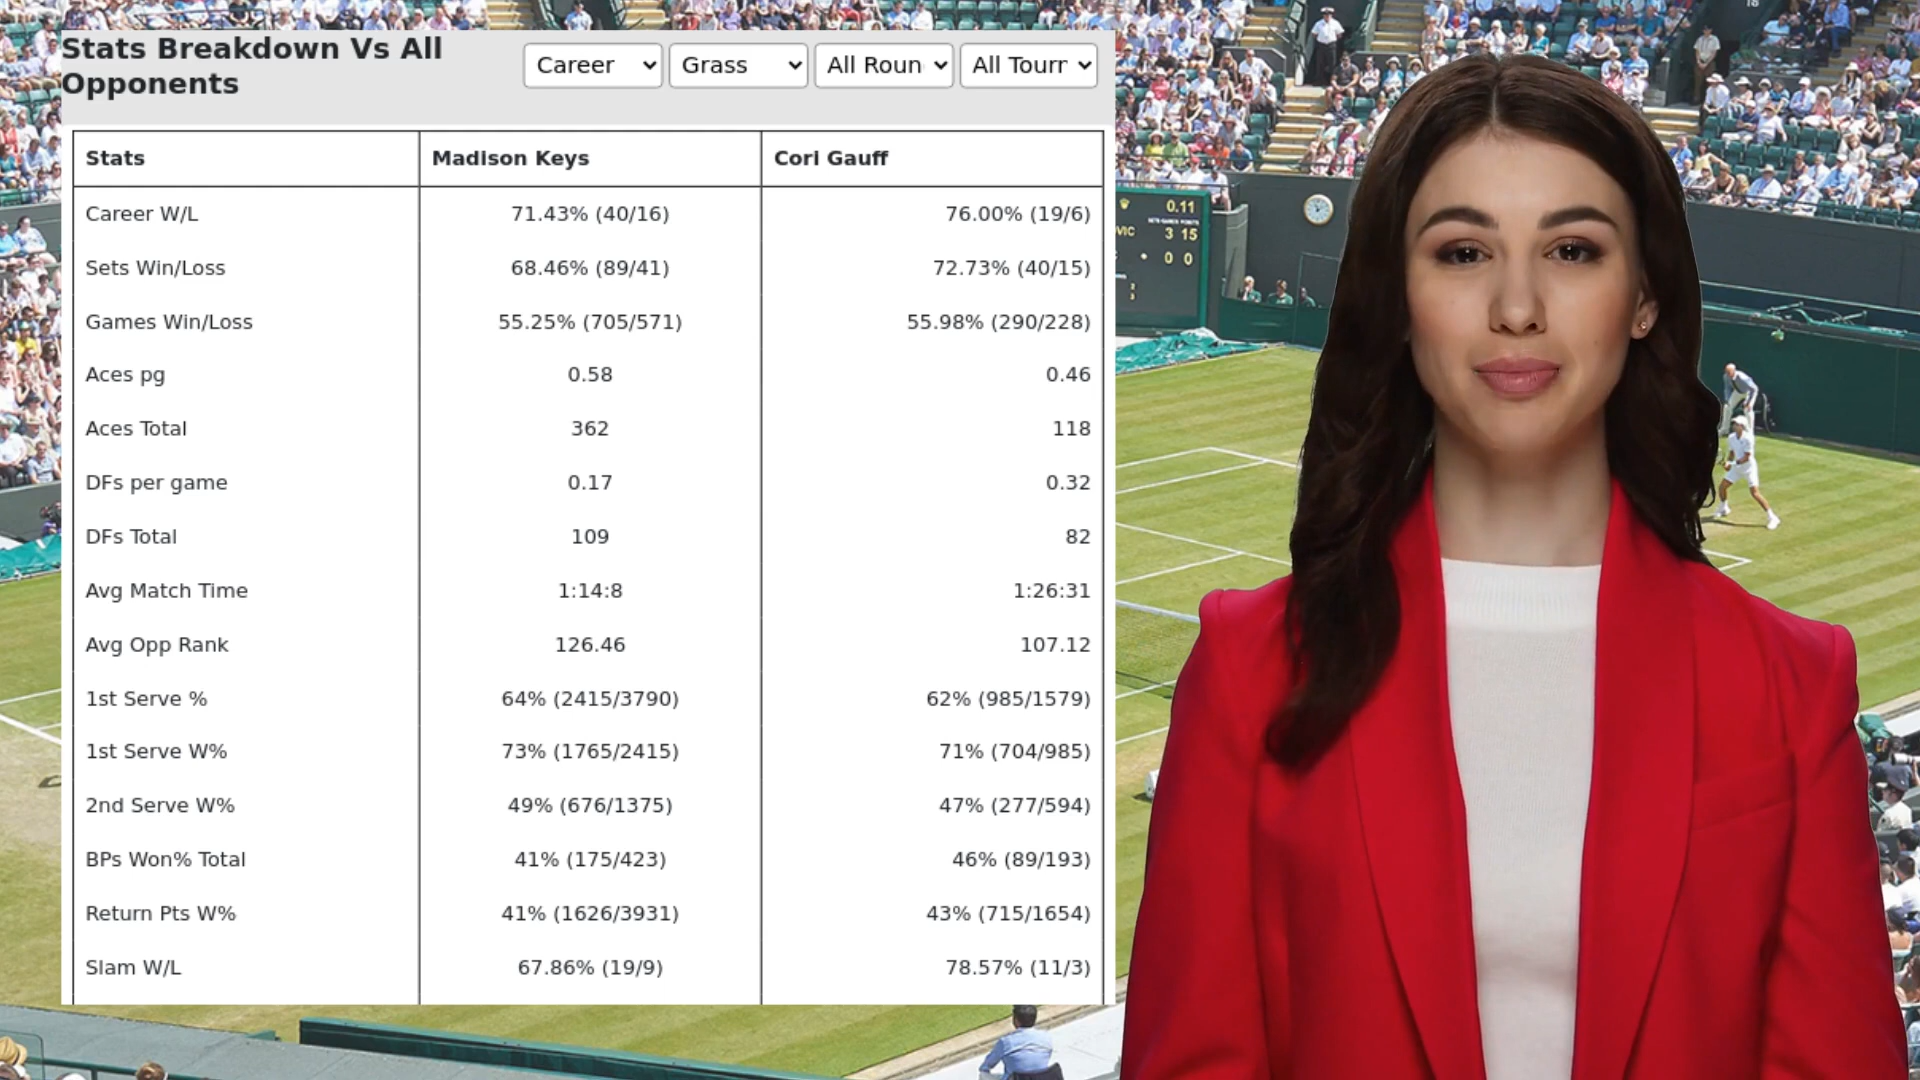 Stats Breakdown Vs All
Opponents
Career Grass All Roun All Tourr
Stats Madison Keys Cori Gauff
Career W/L 71.43% (40/16) 76.00% (19/6)
Sets Win/Loss 68.46% (89/41) 72.73% (40/15)
Games Win/Loss 55.25% (705/571) 55.98% (290/228)
Aces pg 0.58 0.46
Aces Total 362 118
DFs per game 0.17 0.32
DFs Total 109 82
Avg Match Time 1:14:8 1:26:31
Avg Opp Rank 126.46 107.12
1st Serve % 64% (2415/3790) 62% (985/1579)
1st Serve W% 73% (1765/2415) 71% (704/985)
2nd Serve W% 49% (676/1375) 47% (277/594)
BPs Won% Total 41% (175/423) 46% (89/193)
Return Pts W% 41% (1626/3931) 43% (715/1654)
Slam W/L 67.86% (19/9) 78.57% (11/3)
0.11
VIC 3 15
0 0